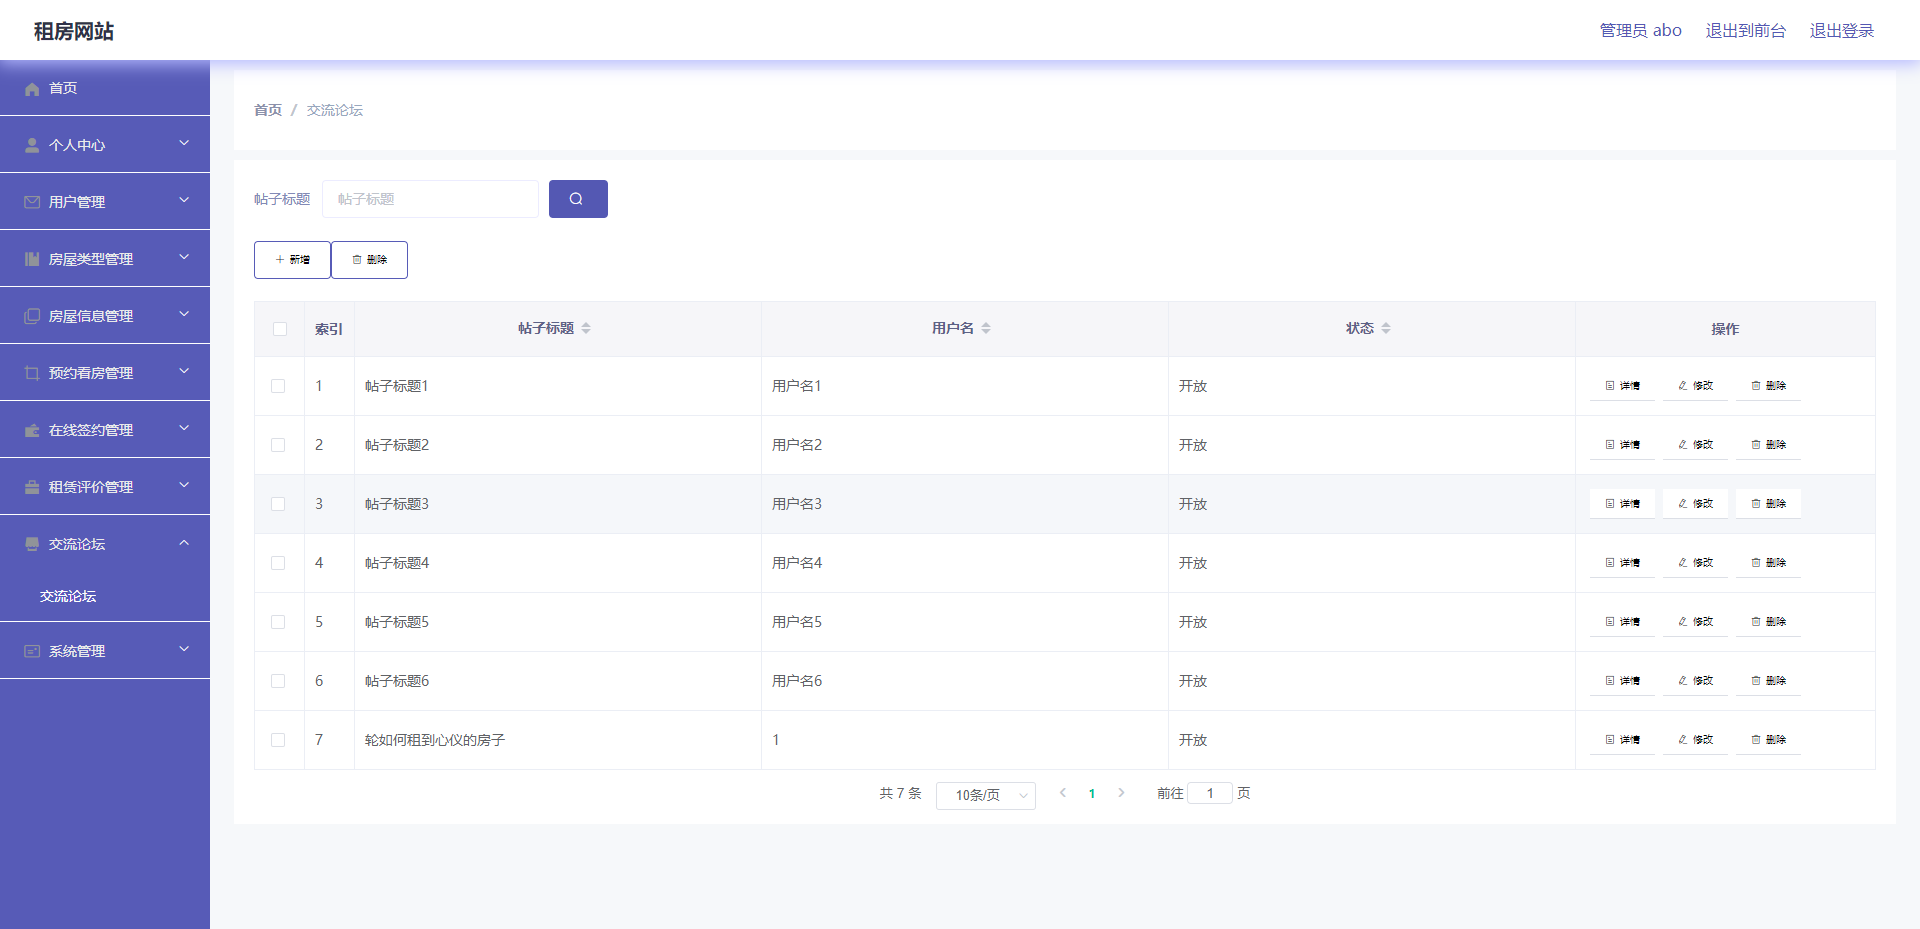 租房网站
管理员 abo 退出到前台 退出登录
首页
个人中心
用户管理
房屋类型管理
房屋信息管理
预约看房管理
在线签约管理
租赁评价管理
交流论坛
交流论坛
系统管理
首页 / 交流论坛
帖子标题 帖子标题
新增 删除
索引 帖子标题 用户名 状态 操作
1 帖子标题1 用户名1 开放 详情 修改 删除
2 帖子标题2 用户名2 开放 详情 修改 删除
3 帖子标题3 用户名3 开放 详情 修改 删除
4 帖子标题4 用户名4 开放 详情 修改 删除
5 帖子标题5 用户名5 开放 详情 修改 删除
6 帖子标题6 用户名6 开放 详情 修改 删除
7 轮如何租到心仪的房子 1 开放 详情 修改 删除
共 7 条 10条/页 1 前往 1 页